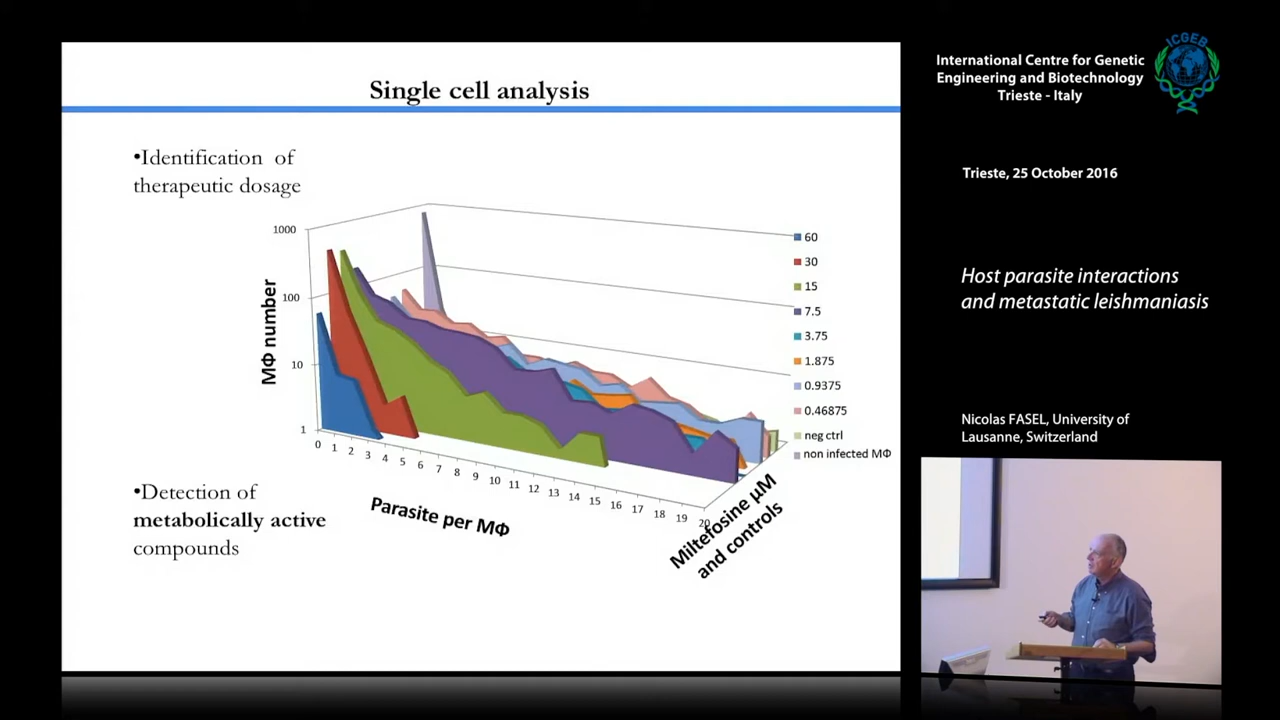 Single cell analysis
•Identification of
therapeutic dosage
1000
100
10
1
MΦ number
0 1 2 3 4 5 6 7 8 9 10 11 12 13 14 15 16 17 18 19 20
Parasite per MΦ
Miltefosine µM
and controls
60
30
15
7.5
3.75
1.875
0.9375
0.46875
neg ctrl
non infected MΦ
•Detection of
metabolically active
compounds
International Centre for Genetic
Engineering and Biotechnology
Trieste - Italy
ICGEB
Trieste, 25 October 2016
Host parasite interactions
and metastatic leishmaniasis
Nicolas FASEL, University of
Lausanne, Switzerland